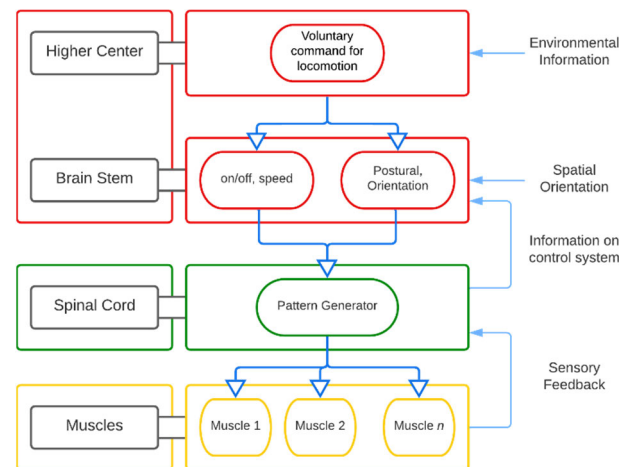 Higher Center
Voluntary
command for
locomotion
Environmental
Information
Brain Stem
on/off, speed
Postural,
Orientation
Spatial
Orientation
Information on
control system
Spinal Cord
Pattern Generator
Sensory
Feedback
Muscles
Muscle 1
Muscle 2
Muscle n